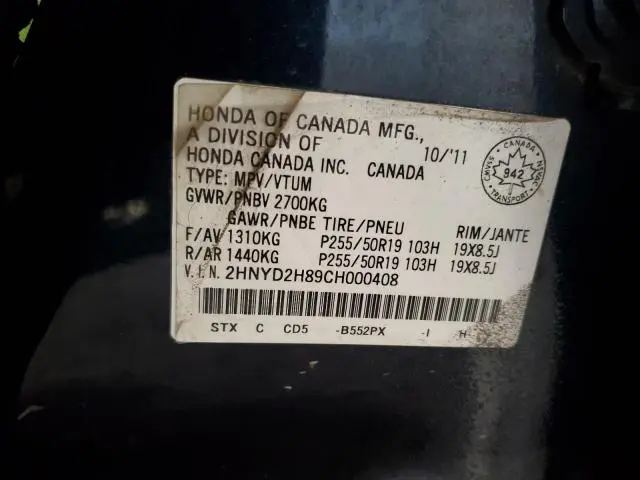 HONDA OF CANADA MFG.,
A DIVISION OF 10/'11
HONDA CANADA INC. CANADA
TYPE: MPV/VTUM
GVWR/PNBV 2700KG
GAWR/PNBE TIRE/PNEU RIM/JANTE
F/AV 1310KG P255/50R19 103H 19X8.5J
R/AR 1440KG P255/50R19 103H 19X8.5J
V.I.N. 2HNYD2H89CH000408
STX C CD5 -B552PX -I H-
CANADA
942
TRANSPORT